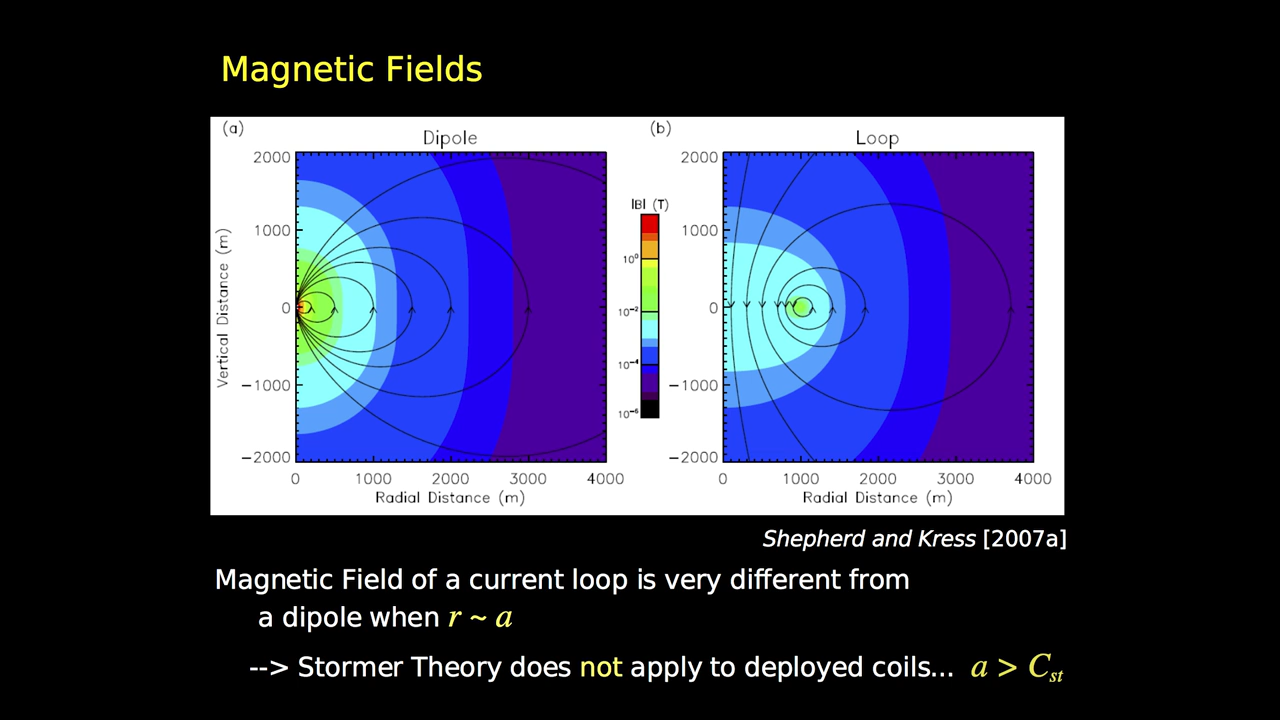 Magnetic Fields
(a)
Dipole
2000
1000
0
−1000
−2000
Vertical Distance (m)
0 1000 2000 3000 4000
Radial Distance (m)
|B| (T)
10⁰
10⁻²
10⁻⁴
10⁻⁶
(b)
Loop
2000
1000
0
−1000
−2000
0 1000 2000 3000 4000
Radial Distance (m)
Shepherd and Kress [2007a]
Magnetic Field of a current loop is very different from
a dipole when r ~ a
--> Stormer Theory does not apply to deployed coils... a > Cₛₜ